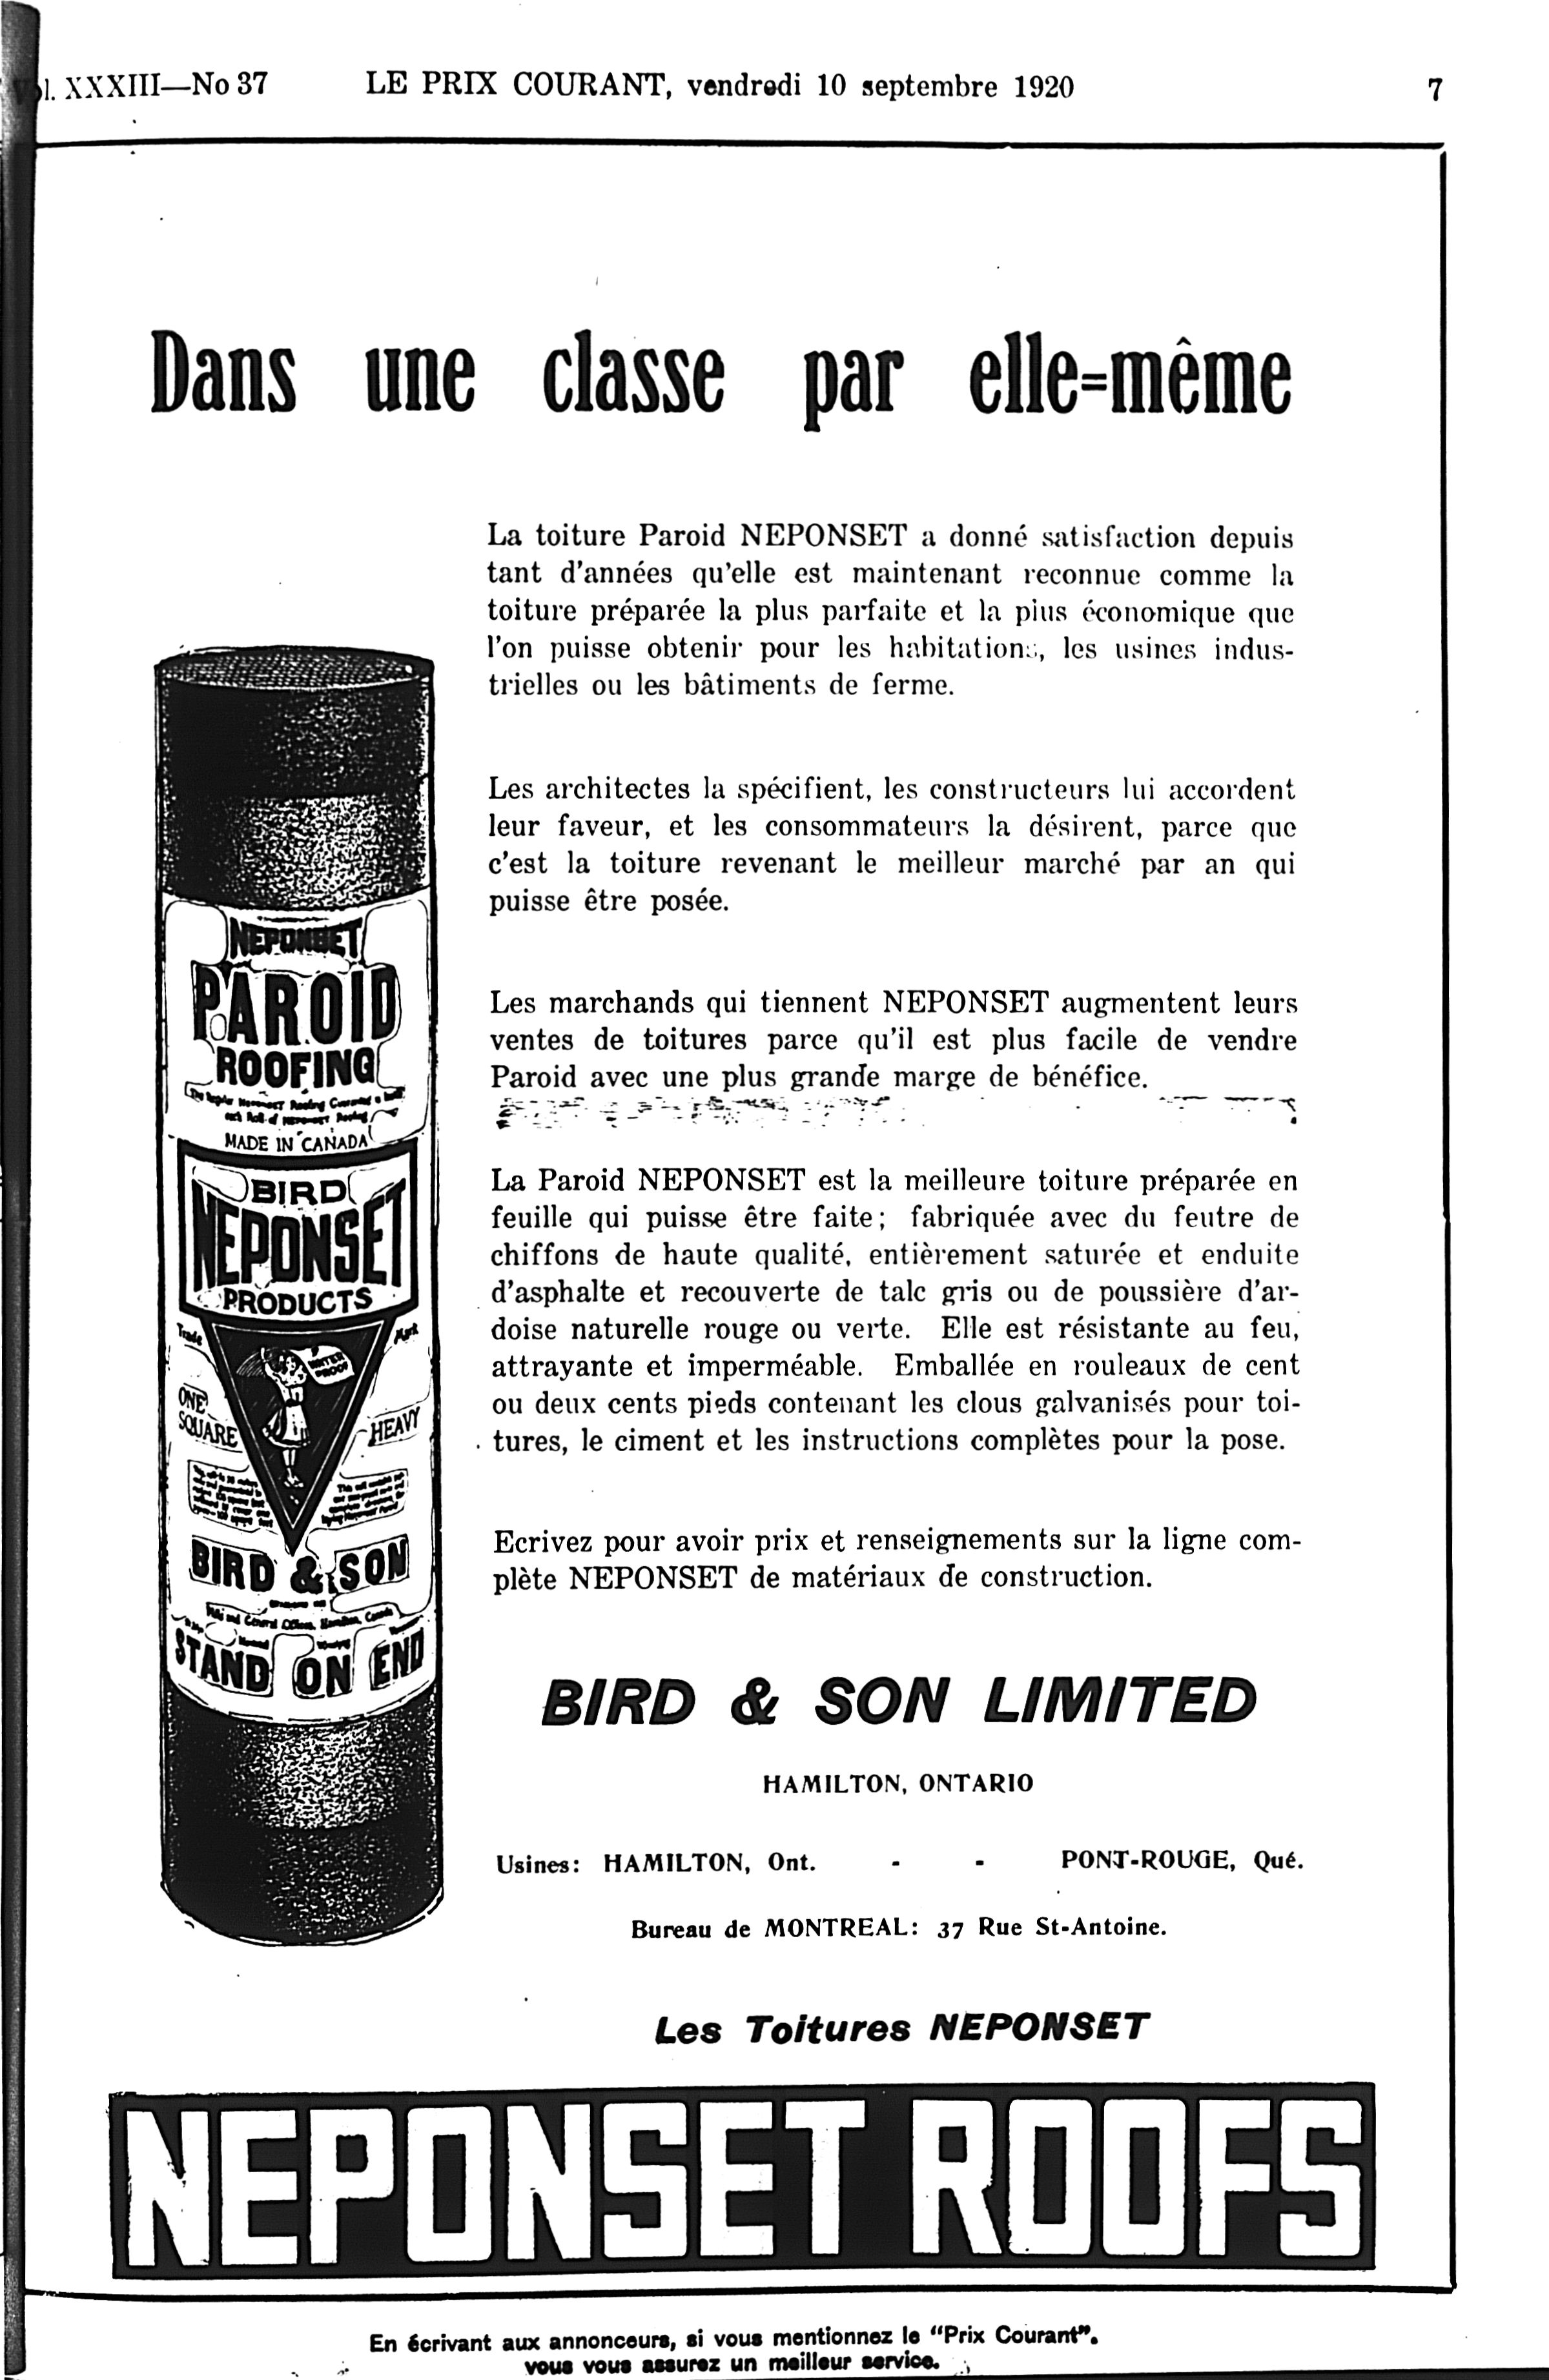 l. XXXIII—No 37 LE PRIX COURANT, vendredi 10 septembre 1920 7
Dans une classe par elle=même
La toiture Paroid NEPONSET a donné satisfaction depuis
tant d'années qu'elle est maintenant reconnue comme la
toiture préparée la plus parfaite et la plus économique que
l'on puisse obtenir pour les habitations, les usines indus-
trielles ou les bâtiments de ferme.
Les architectes la spécifient, les constructeurs lui accordent
leur faveur, et les consommateurs la désirent, parce que
c'est la toiture revenant le meilleur marché par an qui
puisse être posée.
Les marchands qui tiennent NEPONSET augmentent leurs
ventes de toitures parce qu'il est plus facile de vendre
Paroid avec une plus grande marge de bénéfice.
La Paroid NEPONSET est la meilleure toiture préparée en
feuille qui puisse être faite; fabriquée avec du feutre de
chiffons de haute qualité, entièrement saturée et enduite
d'asphalte et recouverte de talc gris ou de poussière d'ar-
doise naturelle rouge ou verte. Elle est résistante au feu,
attrayante et imperméable. Emballée en rouleaux de cent
ou deux cents pieds contenant les clous galvanisés pour toi-
tures, le ciment et les instructions complètes pour la pose.
Ecrivez pour avoir prix et renseignements sur la ligne com-
plète NEPONSET de matériaux de construction.
NEPONSET
PAROID
ROOFING
MADE IN CANADA
BIRD
NEPONSET
PRODUCTS
Trade Mark
WATER
PROOF
ONE
SQUARE
HEAVY
BIRD & SON
STAND ON END
BIRD & SON LIMITED
HAMILTON, ONTARIO
Usines: HAMILTON, Ont. - - PONT-ROUGE, Qué.
Bureau de MONTREAL: 37 Rue St-Antoine.
Les Toitures NEPONSET
NEPONSET ROOFS
En écrivant aux annonceurs, si vous mentionnez le "Prix Courant".
vous vous assurez un meilleur service.